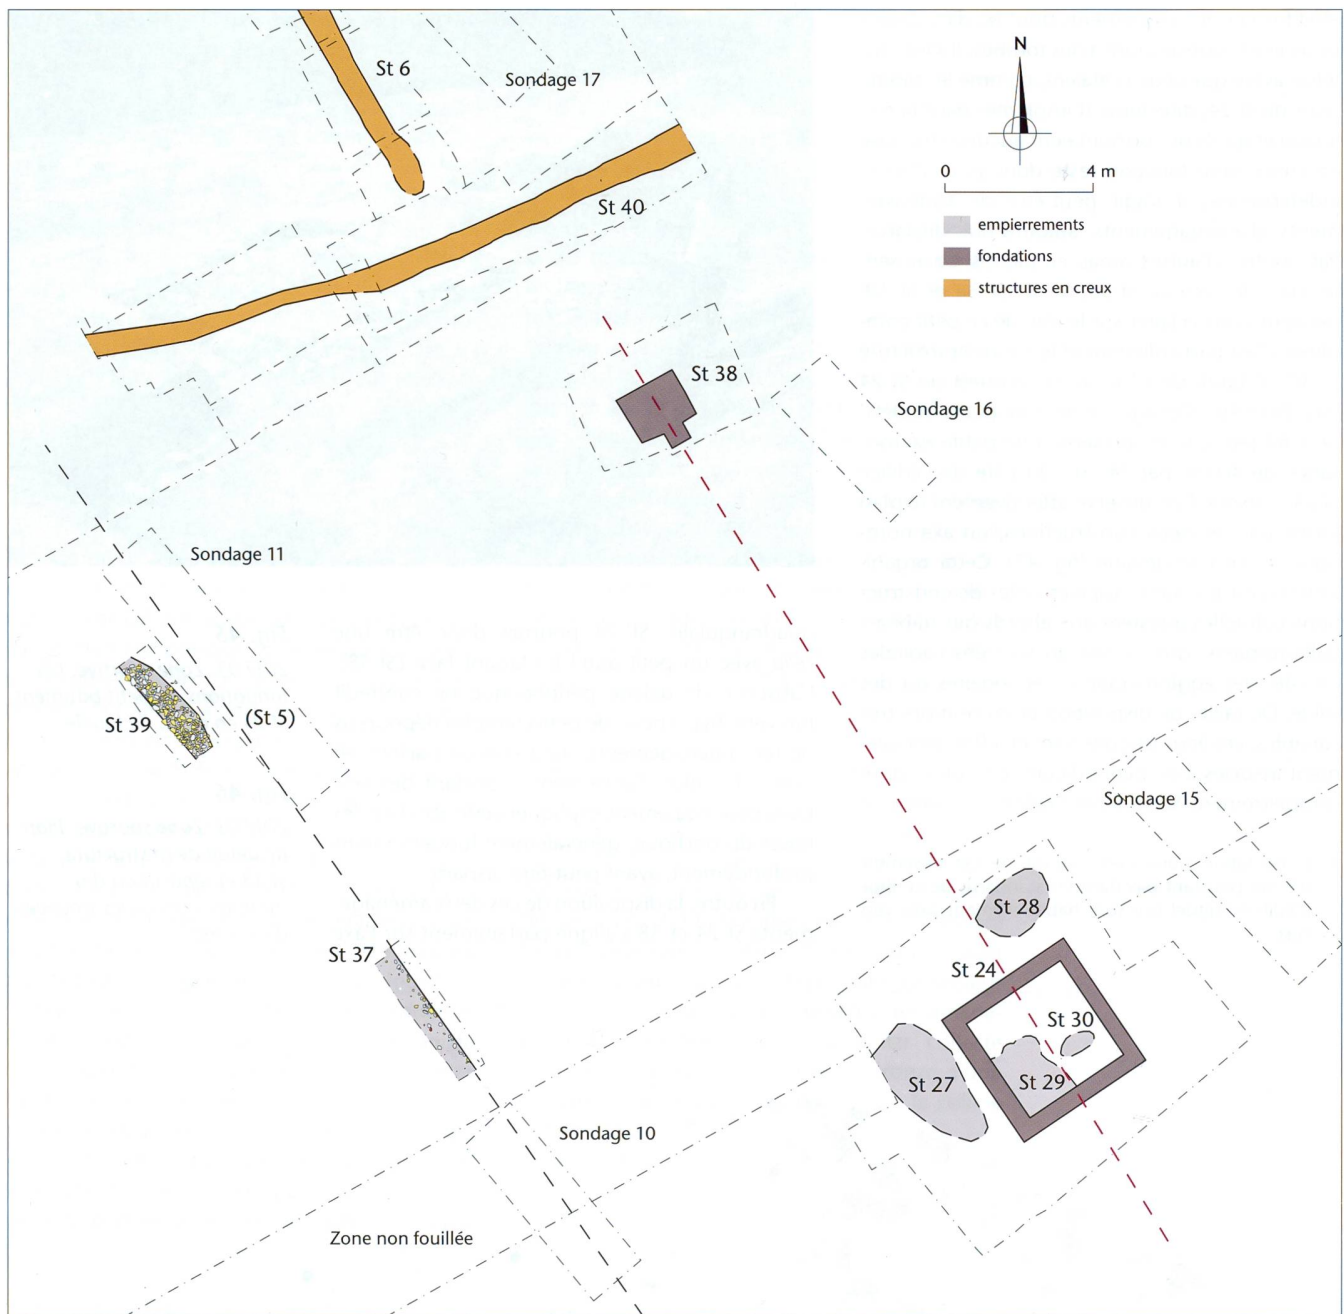 St 6
Sondage 17
N
0 4 m
St 40
empierrements
fondations
structures en creux
St 38
Sondage 16
Sondage 11
St 39
(St 5)
Sondage 15
St 28
St 37
St 24
St 30
St 27
St 29
Sondage 10
Zone non fouillée